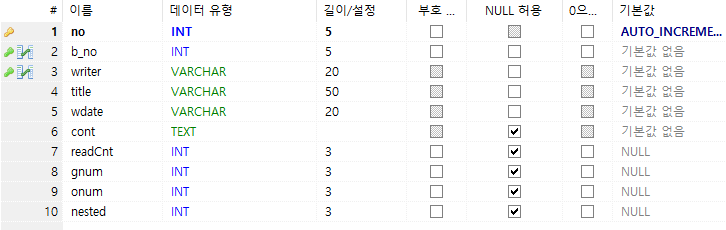 # 이름 데이터 유형 길이/설정 부호 ... NULL 허용 0으... 기본값
1 no INT 5 AUTO_INCREME...
2 b_no INT 5 기본값 없음
3 writer VARCHAR 20 기본값 없음
4 title VARCHAR 50 기본값 없음
5 wdate VARCHAR 20 기본값 없음
6 cont TEXT 기본값 없음
7 readCnt INT 3 NULL
8 gnum INT 3 NULL
9 onum INT 3 NULL
10 nested INT 3 NULL